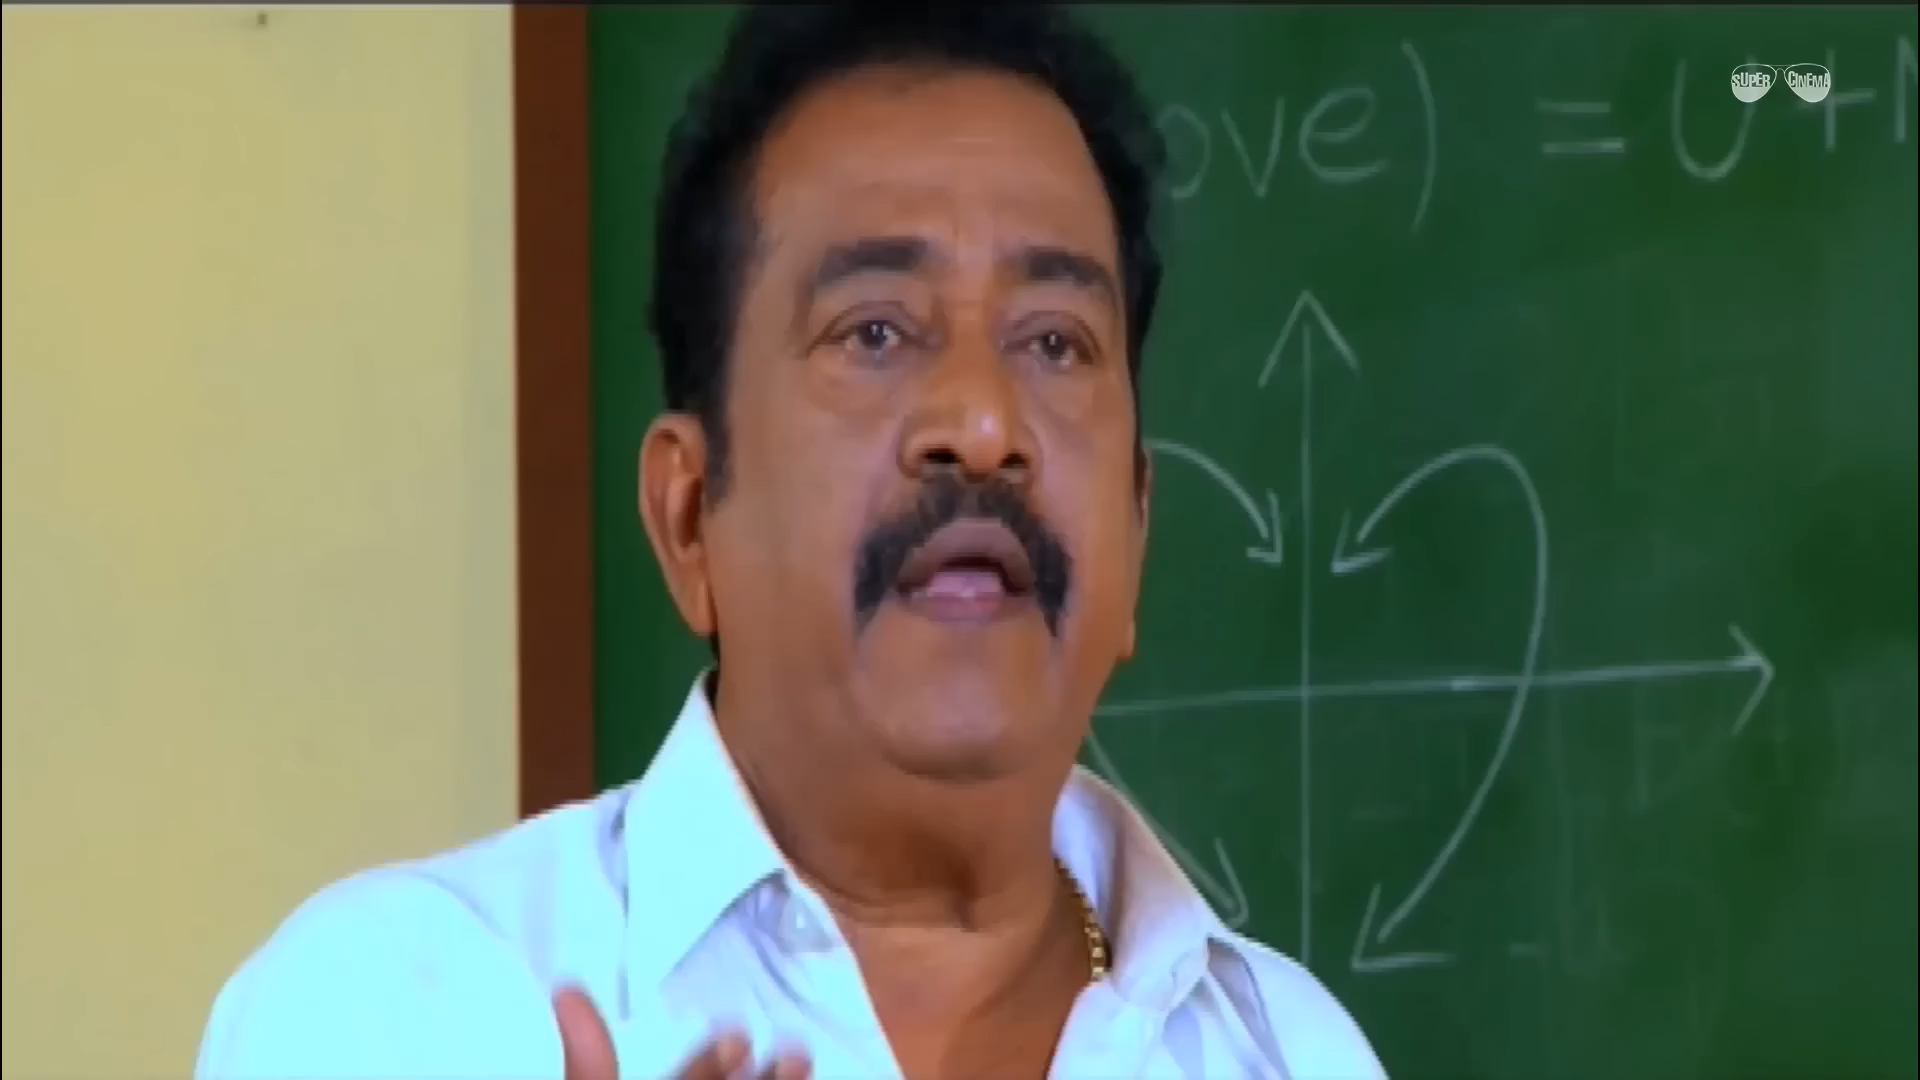 SUPER CINEMA
ove) = U +